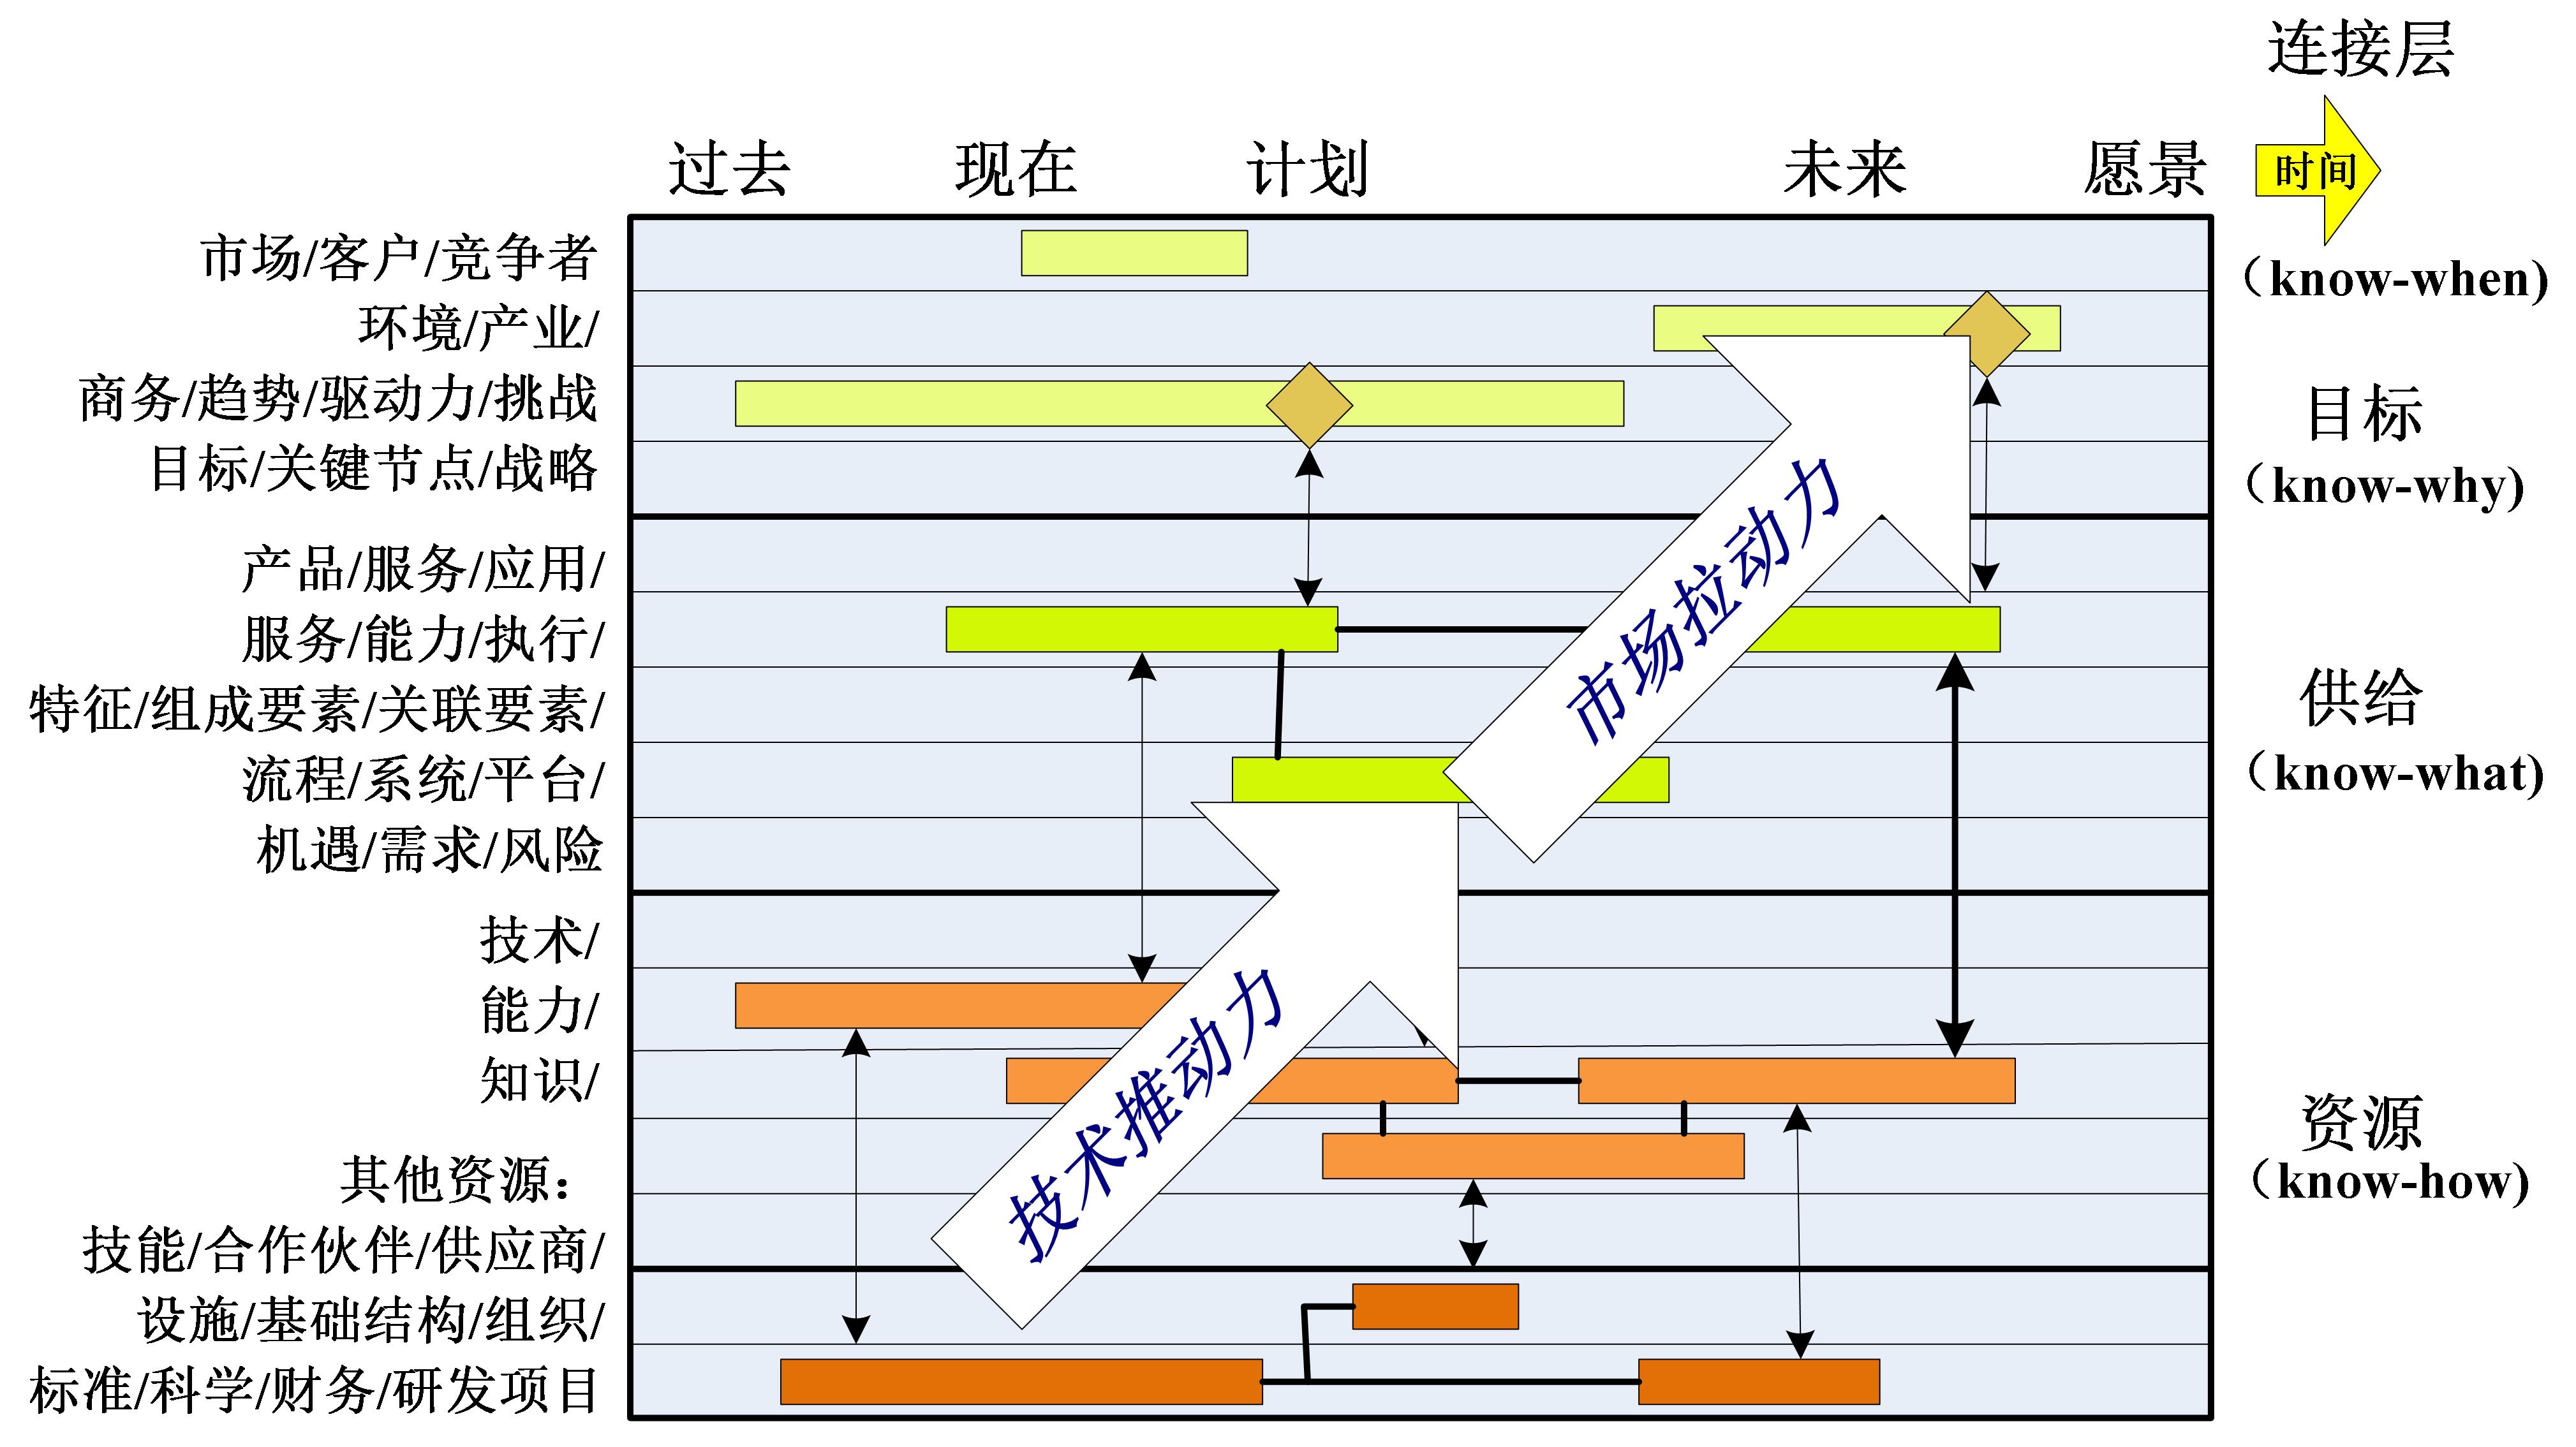 连接层
过去 现在 计划 未来 愿景 时间
市场/客户/竞争者
（know-when)
环境/产业/
商务/趋势/驱动力/挑战
目标
目标/关键节点/战略
（know-why)
产品/服务/应用/
服务/能力/执行/
市场拉动力
特征/组成要素/关联要素/
供给
流程/系统/平台/
（know-what)
机遇/需求/风险
技术/
能力/
知识/
技术推动力
资源
其他资源：
（know-how)
技能/合作伙伴/供应商/
设施/基础结构/组织/
标准/科学/财务/研发项目